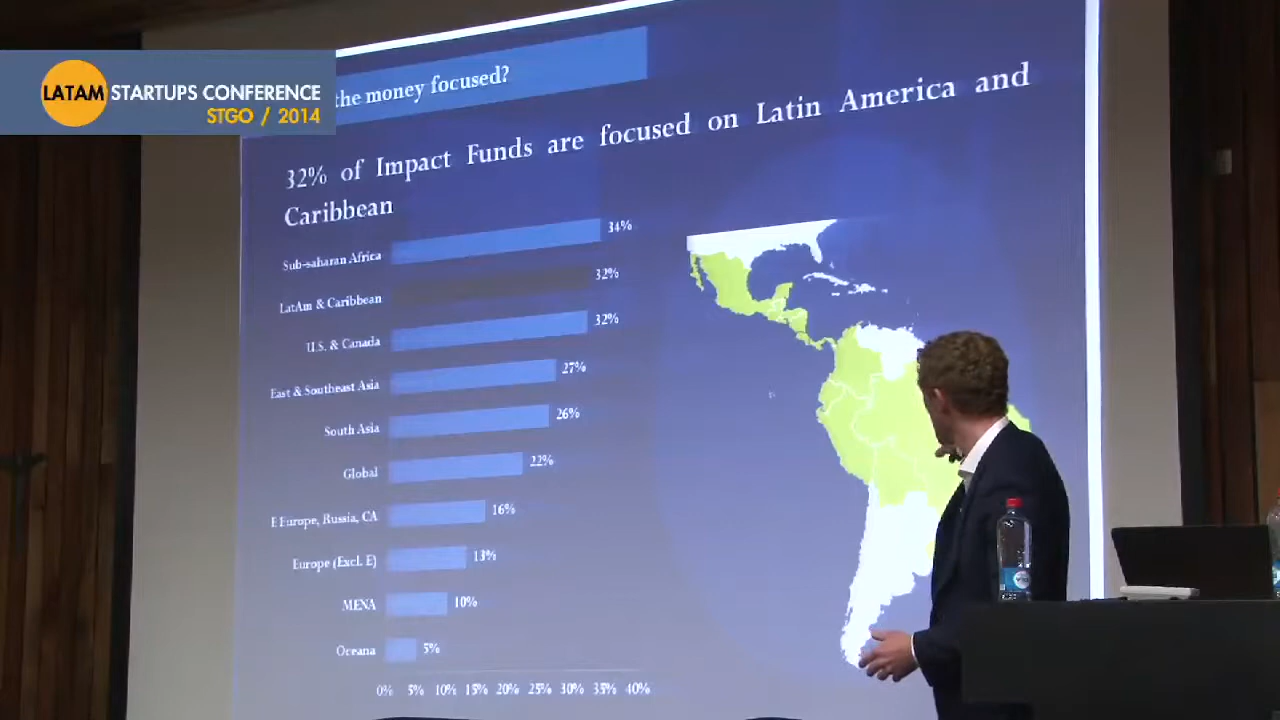 LATAM STARTUPS CONFERENCE
STGO / 2014
the money focused?
32% of Impact Funds are focused on Latin America and
Caribbean
Sub-saharan Africa 34%
LatAm & Caribbean 32%
U.S. & Canada 32%
East & Southeast Asia 27%
South Asia 26%
Global 22%
E Europe, Russia, CA 16%
Europe (Excl. E) 13%
MENA 10%
Oceana 5%
0% 5% 10% 15% 20% 25% 30% 35% 40%